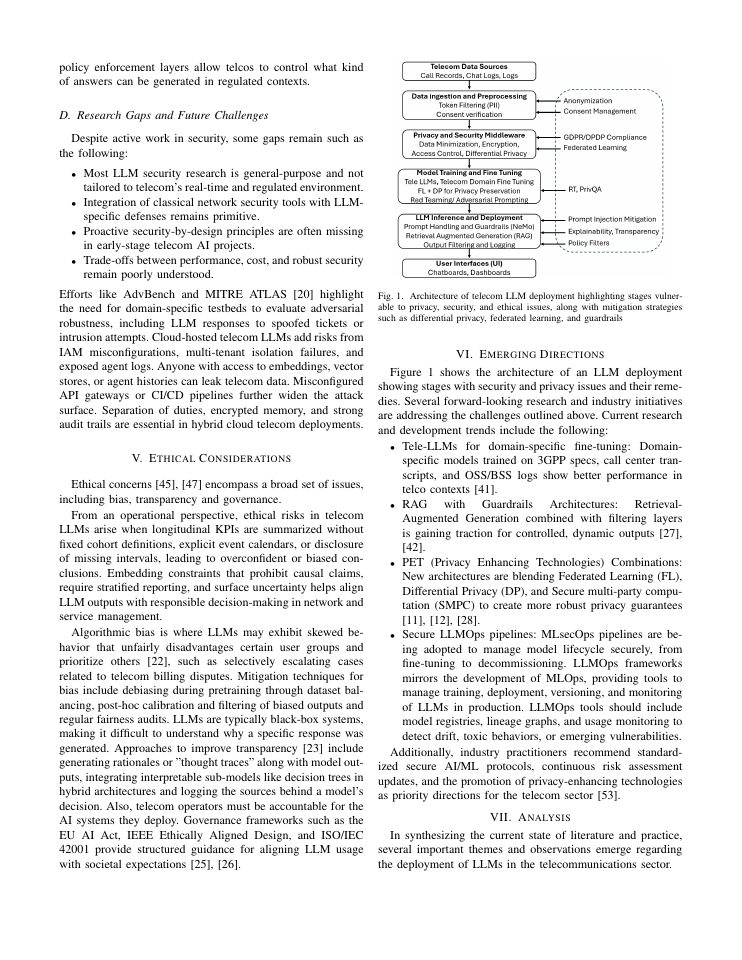 policy enforcement layers allow telcos to control what kind
of answers can be generated in regulated contexts.
D. Research Gaps and Future Challenges
Despite active work in security, some gaps remain such as
the following:
• Most LLM security research is general-purpose and not
tailored to telecom's real-time and regulated environment.
• Integration of classical network security tools with LLM-
specific defenses remains primitive.
• Proactive security-by-design principles are often missing
in early-stage telecom AI projects.
• Trade-offs between performance, cost, and robust security
remain poorly understood.
Efforts like AdvBench and MITRE ATLAS [20] highlight
the need for domain-specific testbeds to evaluate adversarial
robustness, including LLM responses to spoofed tickets or
intrusion attempts. Cloud-hosted telecom LLMs add risks from
IAM misconfigurations, multi-tenant isolation failures, and
exposed agent logs. Anyone with access to embeddings, vector
stores, or agent histories can leak telecom data. Misconfigured
API gateways or CI/CD pipelines further widen the attack
surface. Separation of duties, encrypted memory, and strong
audit trails are essential in hybrid cloud telecom deployments.
V. Ethical Considerations
Ethical concerns [45], [47] encompass a broad set of issues,
including bias, transparency and governance.
From an operational perspective, ethical risks in telecom
LLMs arise when longitudinal KPIs are summarized without
fixed cohort definitions, explicit event calendars, or disclosure
of missing intervals, leading to overconfident or biased con-
clusions. Embedding constraints that prohibit causal claims,
require stratified reporting, and surface uncertainty helps align
LLM outputs with responsible decision-making in network and
service management.
Algorithmic bias is where LLMs may exhibit skewed be-
havior that unfairly disadvantages certain user groups and
prioritize others [22], such as selectively escalating cases
related to telecom billing disputes. Mitigation techniques for
bias include debiasing during pretraining through dataset bal-
ancing, post-hoc calibration and filtering of biased outputs and
regular fairness audits. LLMs are typically black-box systems,
making it difficult to understand why a specific response was
generated. Approaches to improve transparency [23] include
generating rationales or "thought traces" along with model out-
puts, integrating interpretable sub-models like decision trees in
hybrid architectures and logging the sources behind a model's
decision. Also, telecom operators must be accountable for the
AI systems they deploy. Governance frameworks such as the
EU AI Act, IEEE Ethically Aligned Design, and ISO/IEC
42001 provide structured guidance for aligning LLM usage
with societal expectations [25], [26].
Telecom Data Sources
Call Records, Chat Logs, Logs
Data ingestion and Preprocessing
Token Filtering (PII)
Consent verification
Anonymization
Consent Management
Privacy and Security Middleware
Data Minimization, Encryption,
Access Control, Differential Privacy
GDPR/DPDP Compliance
Federated Learning
Model Training and Fine Tuning
Tele LLMs, Telecom Domain Fine Tuning
FL + DP for Privacy Preservation
Red Teaming/ Adversarial Prompting
RT, PrivQA
LLM Inference and Deployment
Prompt Handling and Guardrails (NeMo)
Retrieval Augmented Generation (RAG)
Output Filtering and Logging
Prompt Injection Mitigation
Explainability, Transparency
Policy Filters
User Interfaces (UI)
Chatboards, Dashboards
Fig. 1. Architecture of telecom LLM deployment highlighting stages vulner-
able to privacy, security, and ethical issues, along with mitigation strategies
such as differential privacy, federated learning, and guardrails
VI. Emerging Directions
Figure 1 shows the architecture of an LLM deployment
showing stages with security and privacy issues and their reme-
dies. Several forward-looking research and industry initiatives
are addressing the challenges outlined above. Current research
and development trends include the following:
• Tele-LLMs for domain-specific fine-tuning: Domain-
specific models trained on 3GPP specs, call center tran-
scripts, and OSS/BSS logs show better performance in
telco contexts [41].
• RAG with Guardrails Architectures: Retrieval-
Augmented Generation combined with filtering layers
is gaining traction for controlled, dynamic outputs [27],
[42].
• PET (Privacy Enhancing Technologies) Combinations:
New architectures are blending Federated Learning (FL),
Differential Privacy (DP), and Secure multi-party compu-
tation (SMPC) to create more robust privacy guarantees
[11], [12], [28].
• Secure LLMOps pipelines: MLsecOps pipelines are be-
ing adopted to manage model lifecycle securely, from
fine-tuning to decommissioning. LLMOps frameworks
mirrors the development of MLOps, providing tools to
manage training, deployment, versioning, and monitoring
of LLMs in production. LLMOps tools should include
model registries, lineage graphs, and usage monitoring to
detect drift, toxic behaviors, or emerging vulnerabilities.
Additionally, industry practitioners recommend standard-
ized secure AI/ML protocols, continuous risk assessment
updates, and the promotion of privacy-enhancing technologies
as priority directions for the telecom sector [53].
VII. Analysis
In synthesizing the current state of literature and practice,
several important themes and observations emerge regarding
the deployment of LLMs in the telecommunications sector.